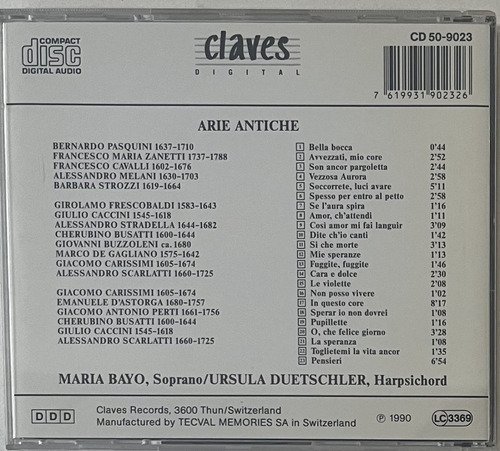 COMPACT
disc
DIGITAL AUDIO
claves
DIGITAL
CD 50-9023
7 619931 902326
ARIE ANTICHE
BERNARDO PASQUINI 1637-1710 1 Bella bocca 0'44
FRANCESCO MARIA ZANETTI 1737-1788 2 Avvezzati, mio core 2'52
FRANCESCO CAVALLI 1602-1676 3 Son ancor pargoletta 2'44
ALESSANDRO MELANI 1630-1703 4 Vezzosa Aurora 2'58
BARBARA STROZZI 1619-1664 5 Soccorrete, luci avare 5'11
6 Spesso per entro al petto 2'58
GIROLAMO FRESCOBALDI 1583-1643 7 Se l'aura spira 1'16
GIULIO CACCINI 1545-1618 8 Amor, ch'attendi 1'11
ALESSANDRO STRADELLA 1644-1682 9 Così amor mi fai languir 3'09
CHERUBINO BUSATTI 1600-1644 10 Dite ch'io canti 1'42
GIOVANNI BUZZOLENI ca. 1680 11 Sì che morte 3'13
MARCO DE GAGLIANO 1575-1642 12 Mie speranze 1'13
GIACOMO CARISSIMI 1605-1674 13 Fuggite, fuggite 1'46
ALESSANDRO SCARLATTI 1660-1725 14 Cara e dolce 2'30
15 Le violette 2'08
GIACOMO CARISSIMI 1605-1674 16 Non posso vivere 1'02
EMANUELE D'ASTORGA 1680-1757 17 In questo core 8'17
GIACOMO ANTONIO PERTI 1661-1756 18 Sperar io non dovrei 1'08
CHERUBINO BUSATTI 1600-1644 19 Pupillette 1'16
GIULIO CACCINI 1545-1618 20 O, che felice giorno 3'28
ALESSANDRO SCARLATTI 1660-1725 21 La speranza 1'08
22 Toglietemi la vita ancor 1'35
23 Pensieri 6'54
MARIA BAYO, Soprano/URSULA DUETSCHLER, Harpsichord
DDD
Claves Records, 3600 Thun/Switzerland
Manufactured by TECVAL MEMORIES SA in Switzerland
℗ 1990
LC 3369